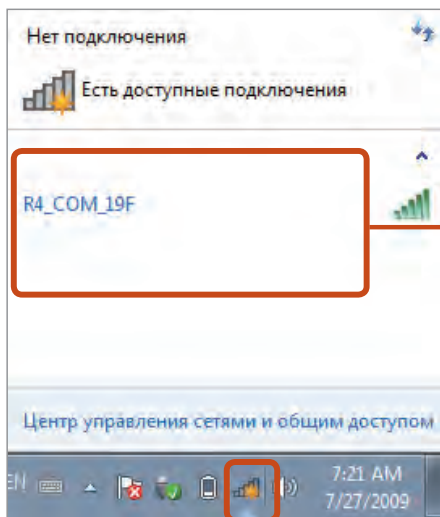 Нет подключения
Есть доступные подключения
R4_COM_19F
Центр управления сетями и общим доступом
EN
7:21 AM
7/27/2009